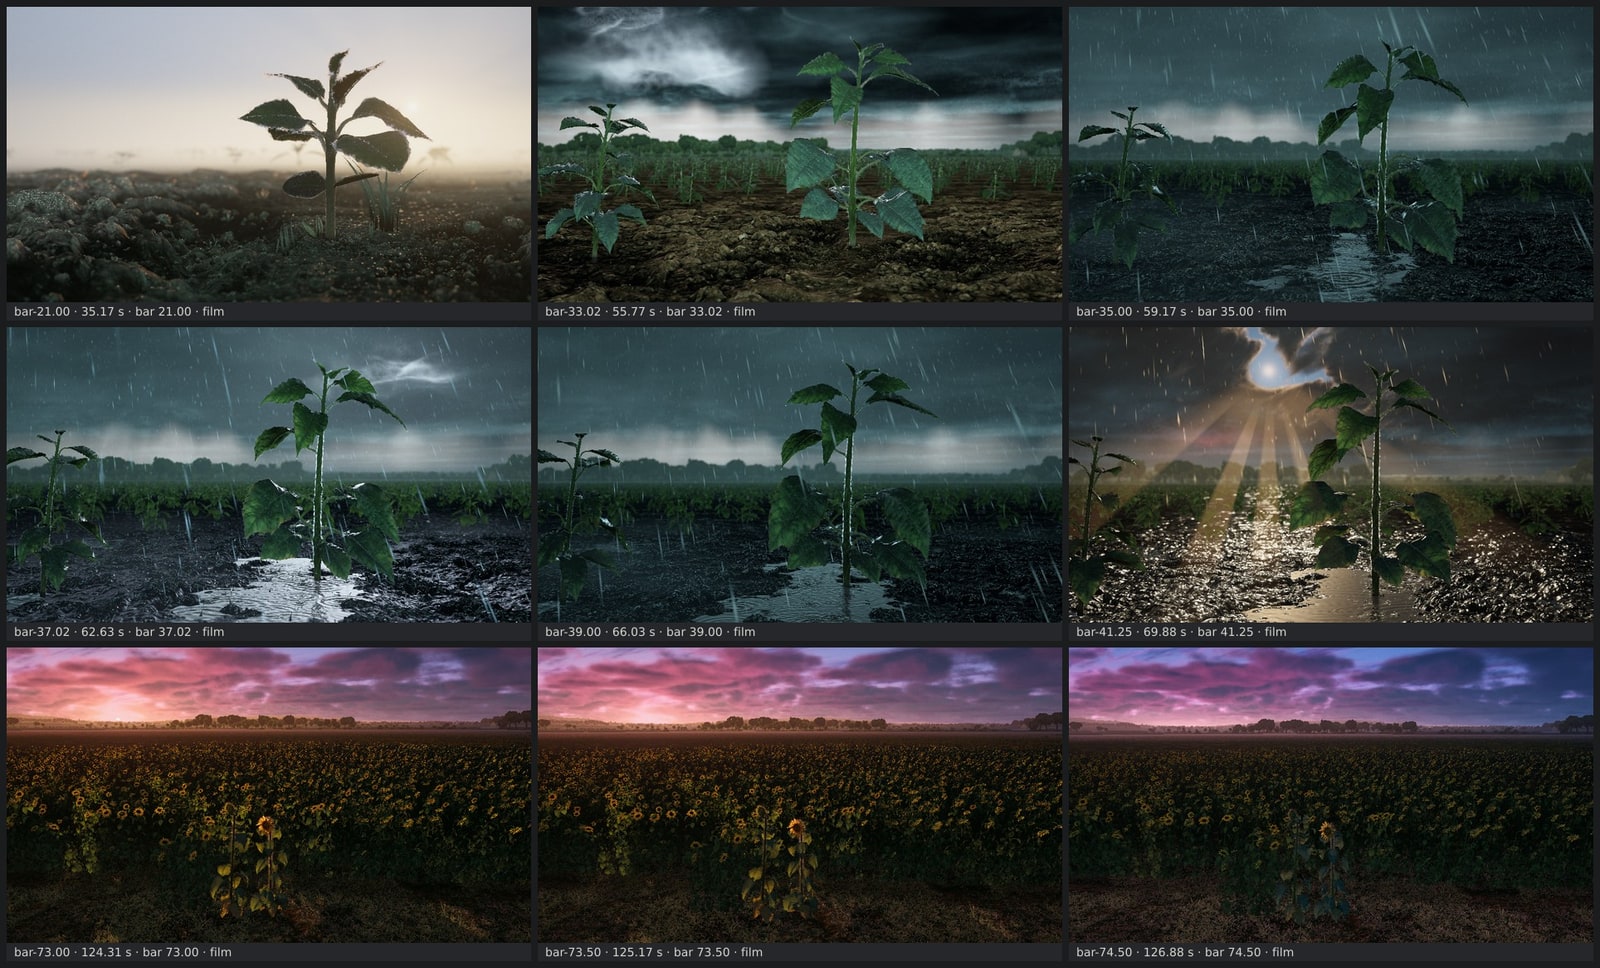 bar-21.00 · 35.17 s · bar 21.00 · film
bar-33.02 · 55.77 s · bar 33.02 · film
bar-35.00 · 59.17 s · bar 35.00 · film
bar-37.02 · 62.63 s · bar 37.02 · film
bar-39.00 · 66.03 s · bar 39.00 · film
bar-41.25 · 69.88 s · bar 41.25 · film
bar-73.00 · 124.31 s · bar 73.00 · film
bar-73.50 · 125.17 s · bar 73.50 · film
bar-74.50 · 126.88 s · bar 74.50 · film